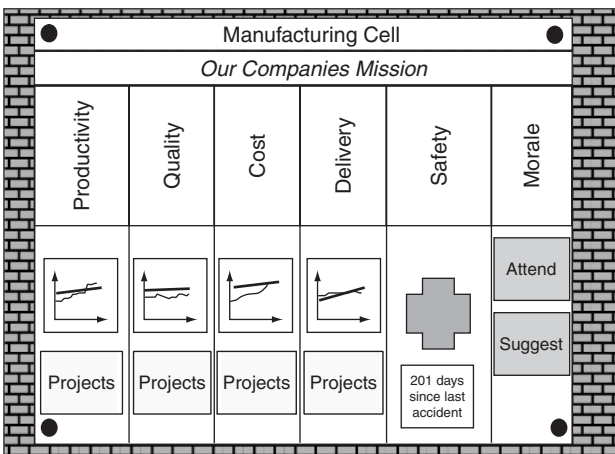 Manufacturing Cell
Our Companies Mission
Productivity
Quality
Cost
Delivery
Safety
Morale
Attend
Suggest
Projects
Projects
Projects
Projects
201 days
since last
accident